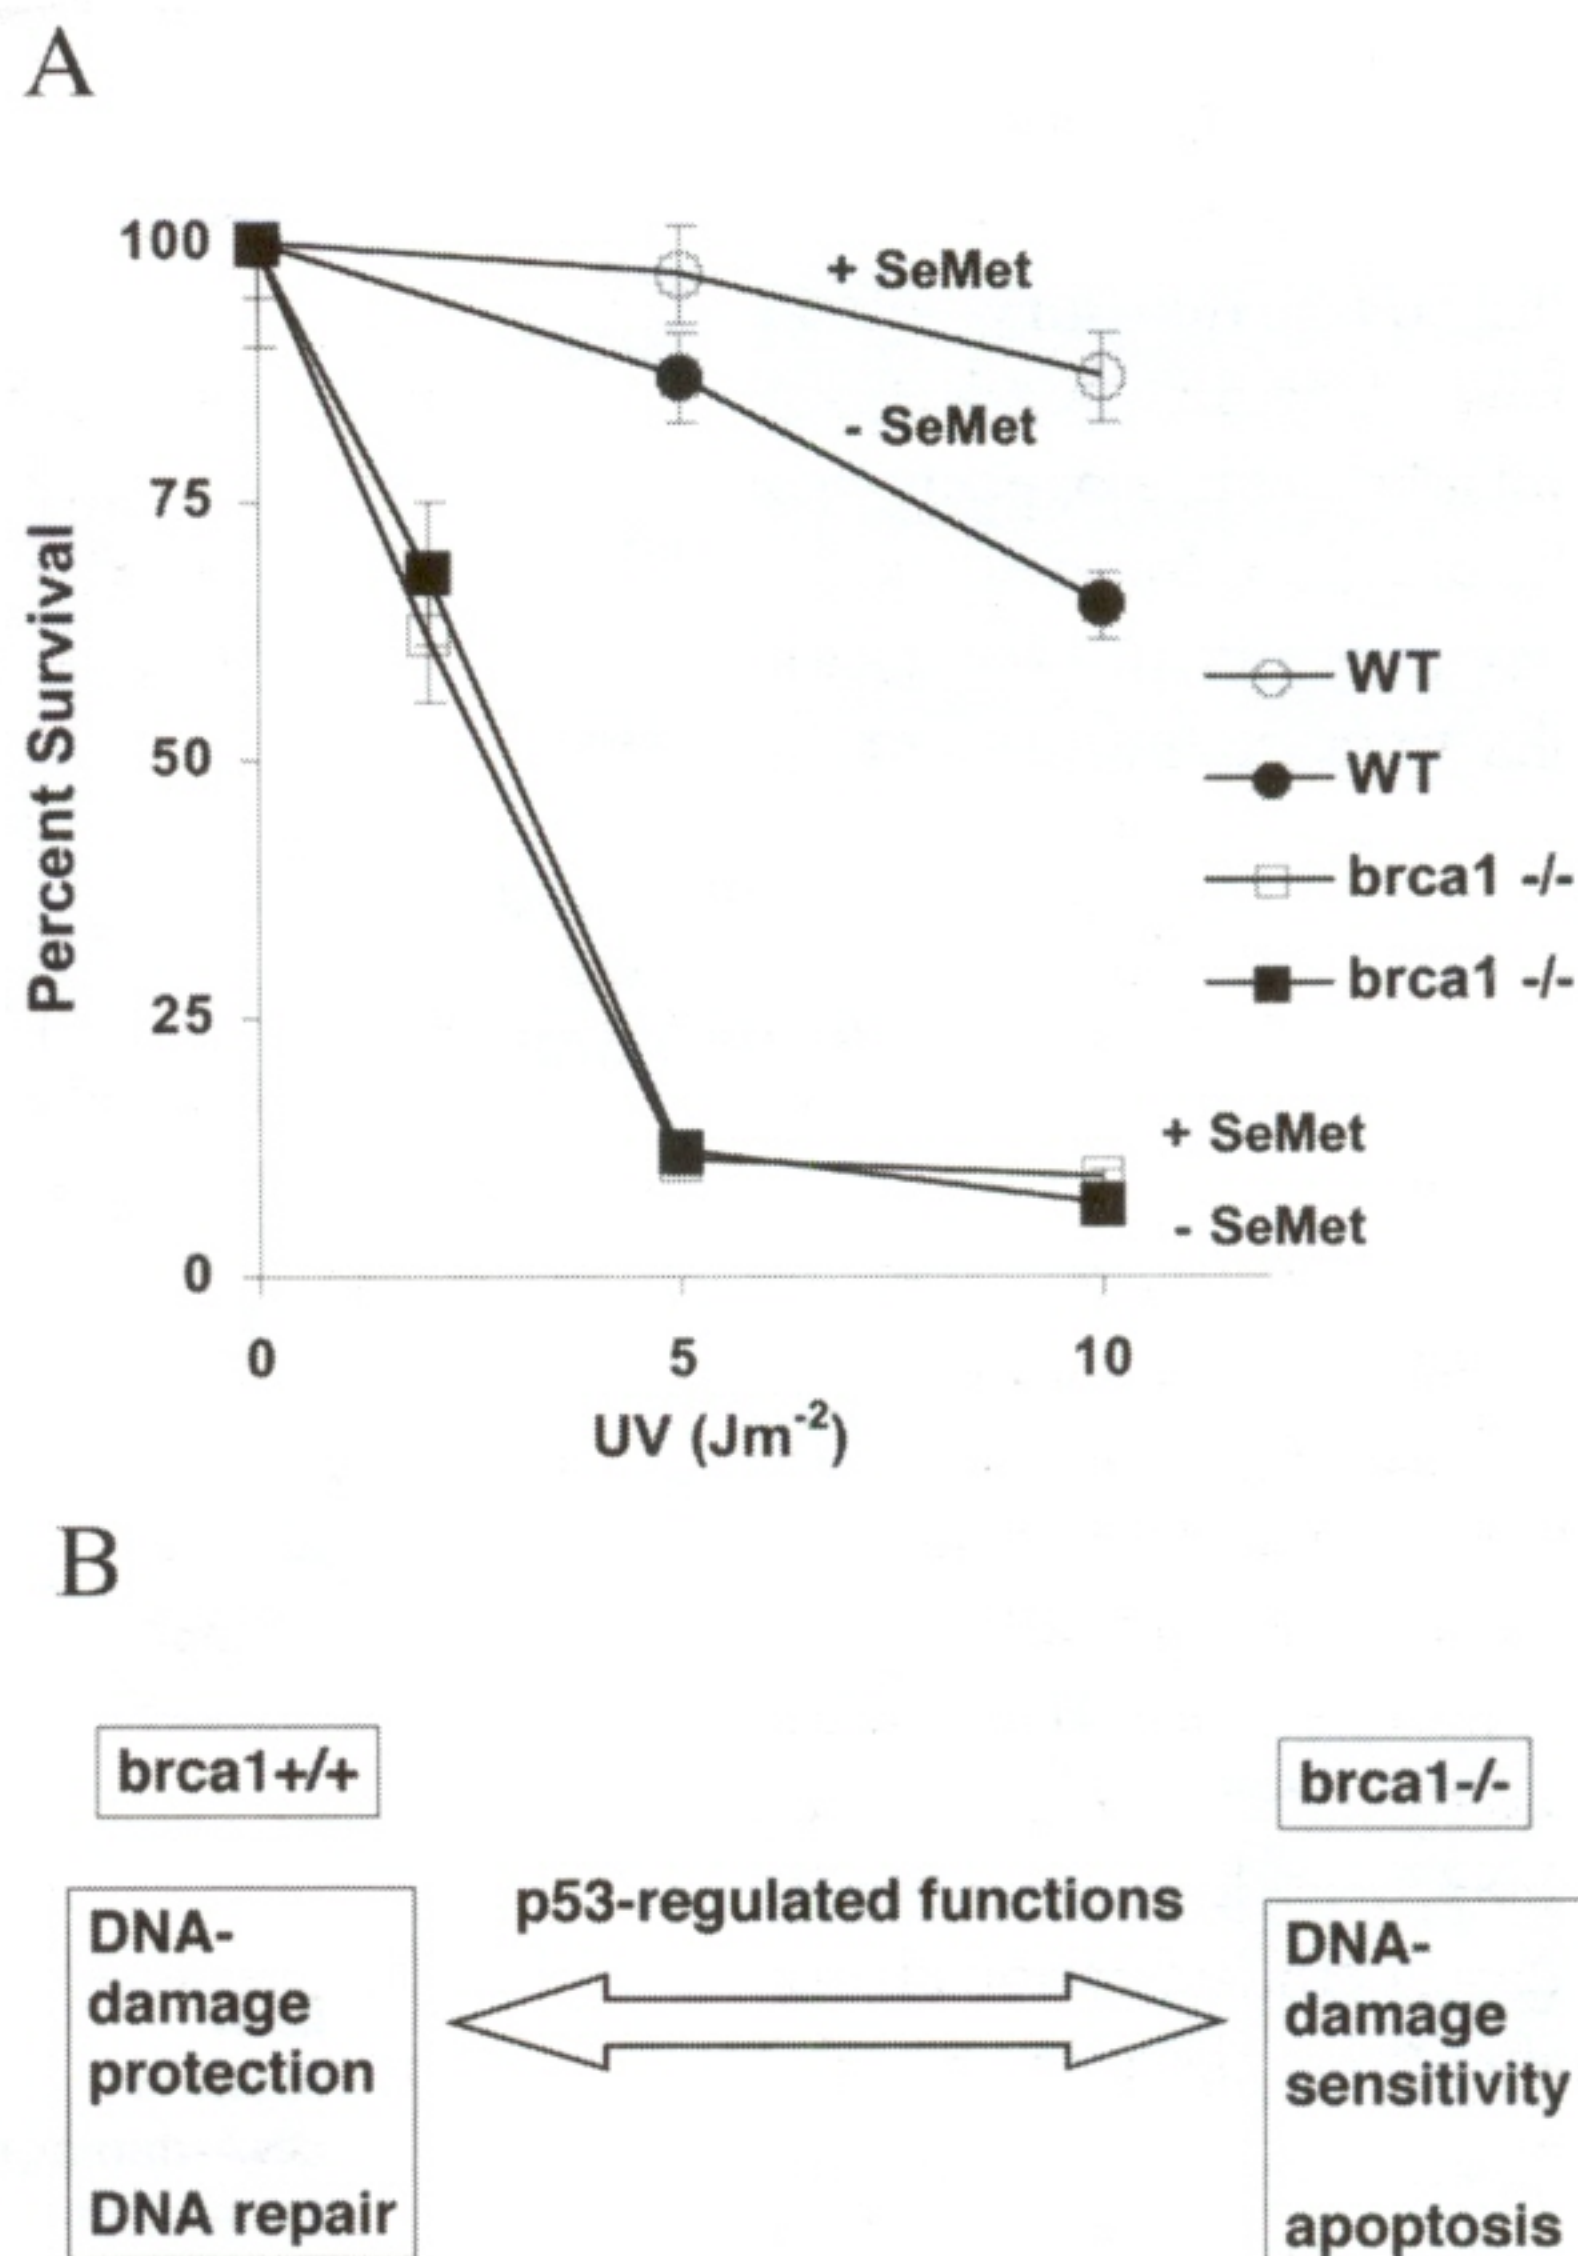 A
100
75
50
25
0
Percent Survival
+ SeMet
- SeMet
WT
WT
brca1 -/-
brca1 -/-
+ SeMet
- SeMet
0 5 10
UV (Jm⁻²)
B
brca1+/+
brca1-/-
p53-regulated functions
DNA-
damage
protection
DNA repair
DNA-
damage
sensitivity
apoptosis